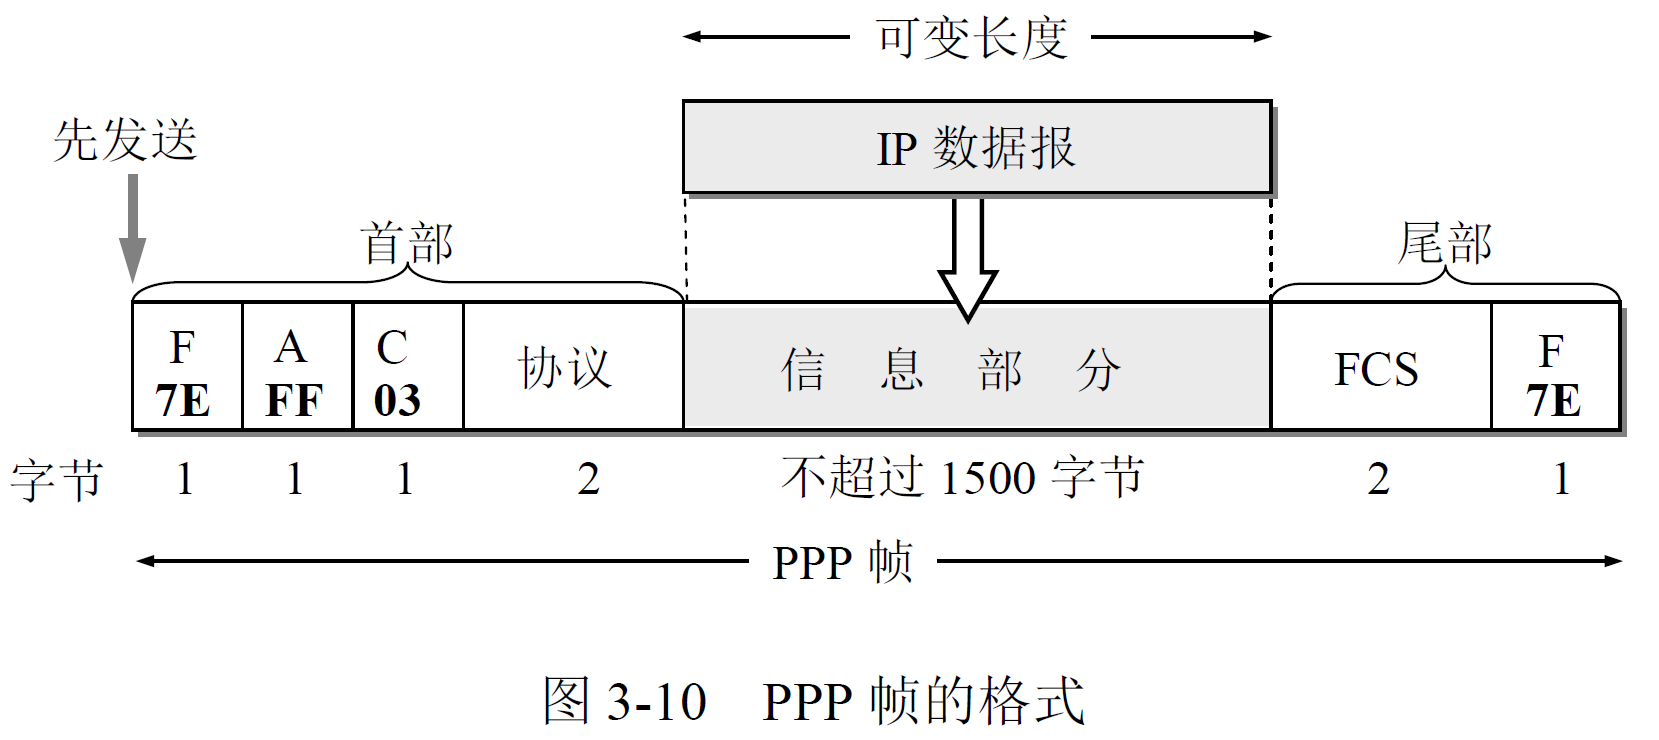 可变长度
先发送
IP 数据报
首部
尾部
F A C 协议 信息部分 FCS F
7E FF 03 7E
字节 1 1 1 2 不超过 1500 字节 2 1
PPP 帧
图 3-10 PPP 帧的格式